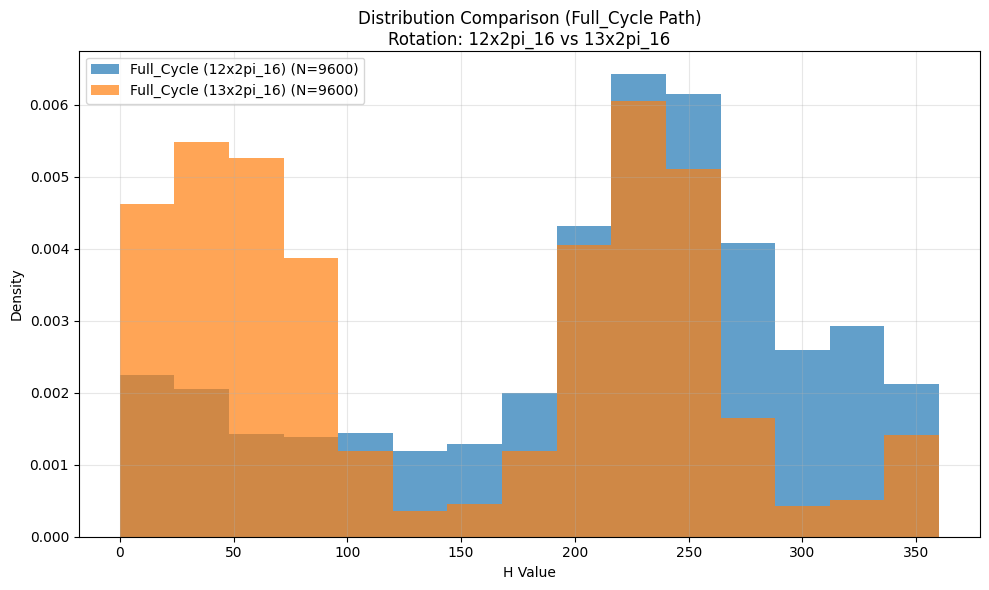 Distribution Comparison (Full_Cycle Path)
Rotation: 12x2pi_16 vs 13x2pi_16
Full_Cycle (12x2pi_16) (N=9600)
Full_Cycle (13x2pi_16) (N=9600)
Density
0.006
0.005
0.004
0.003
0.002
0.001
0.000
0 50 100 150 200 250 300 350
H Value